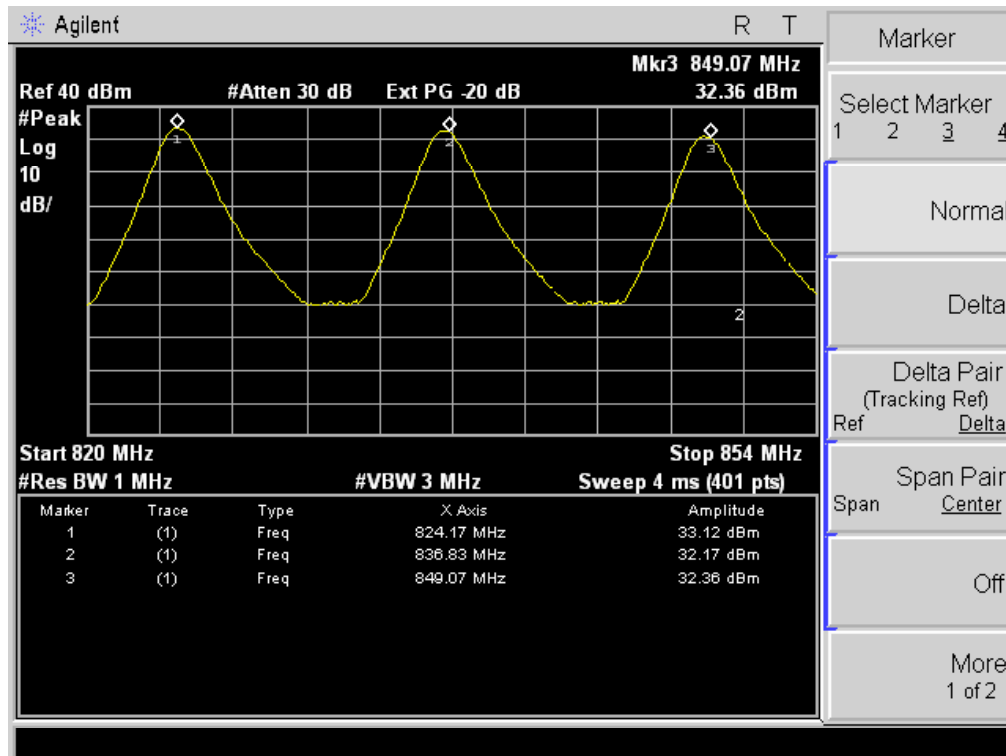 Agilent R T
Mkr3 849.07 MHz
Ref 40 dBm #Atten 30 dB Ext PG -20 dB 32.36 dBm
#Peak
Log
10
dB/
1
2
3
2
Start 820 MHz Stop 854 MHz
#Res BW 1 MHz #VBW 3 MHz Sweep 4 ms (401 pts)
Marker Trace Type X Axis Amplitude
1 (1) Freq 824.17 MHz 33.12 dBm
2 (1) Freq 836.83 MHz 32.17 dBm
3 (1) Freq 849.07 MHz 32.36 dBm
Marker
Select Marker
1 2 3 4
Normal
Delta
Delta Pair
(Tracking Ref)
Ref Delta
Span Pair
Span Center
Off
More
1 of 2